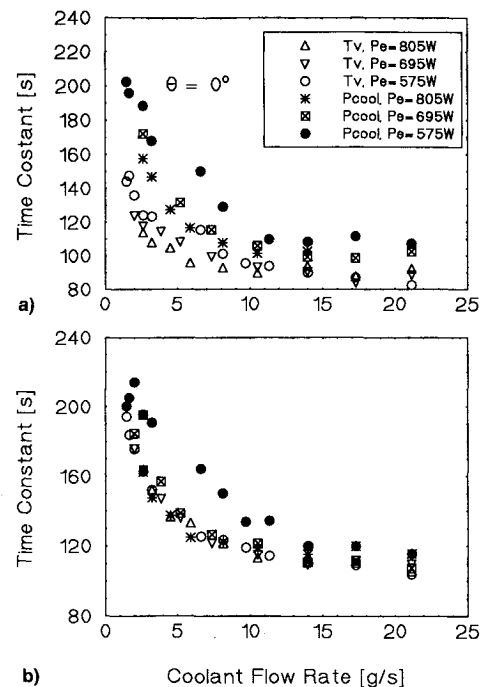 240
220
200
180
160
140
120
100
80
Time Costant [s]
θ = 0°
△ Tv, Pe=805W
▽ Tv, Pe=695W
○ Tv, Pe=575W
✳ Pcool, Pe=805W
⊠ Pcool, Pe=695W
● Pcool, Pe=575W
0 5 10 15 20 25
a)
240
200
160
120
80
Time Constant [s]
0 5 10 15 20 25
b)
Coolant Flow Rate [g/s]